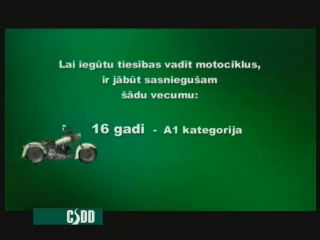 Lai iegūtu tiesības vadīt motociklus,
ir jābūt sasniegušam
šādu vecumu:
16 gadi - A1 kategorija
CSDD